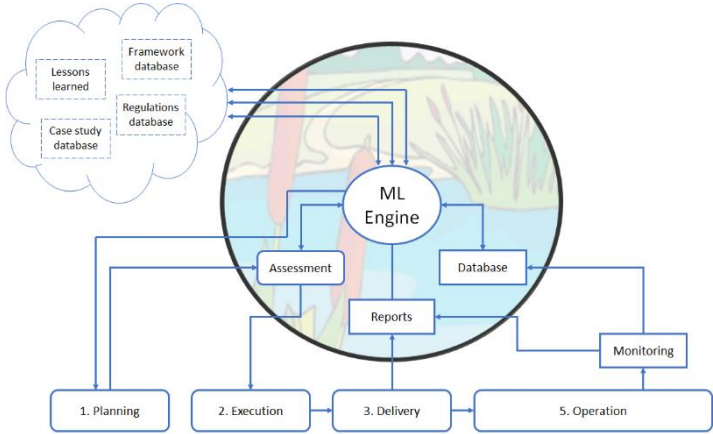 Framework
database
Lessons
learned
Regulations
database
Case study
database
ML
Engine
Assessment
Database
Reports
Monitoring
1. Planning
2. Execution
3. Delivery
5. Operation